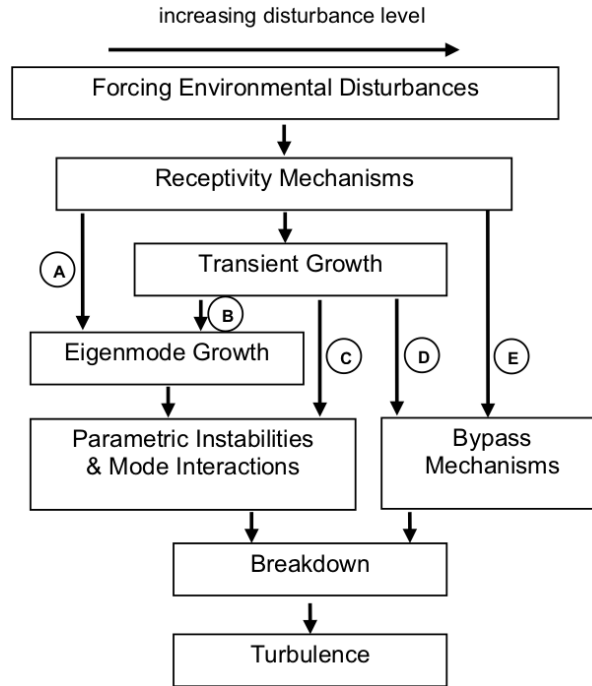 increasing disturbance level
Forcing Environmental Disturbances
Receptivity Mechanisms
A
Transient Growth
B
Eigenmode Growth
C
D
E
Parametric Instabilities
& Mode Interactions
Bypass
Mechanisms
Breakdown
Turbulence